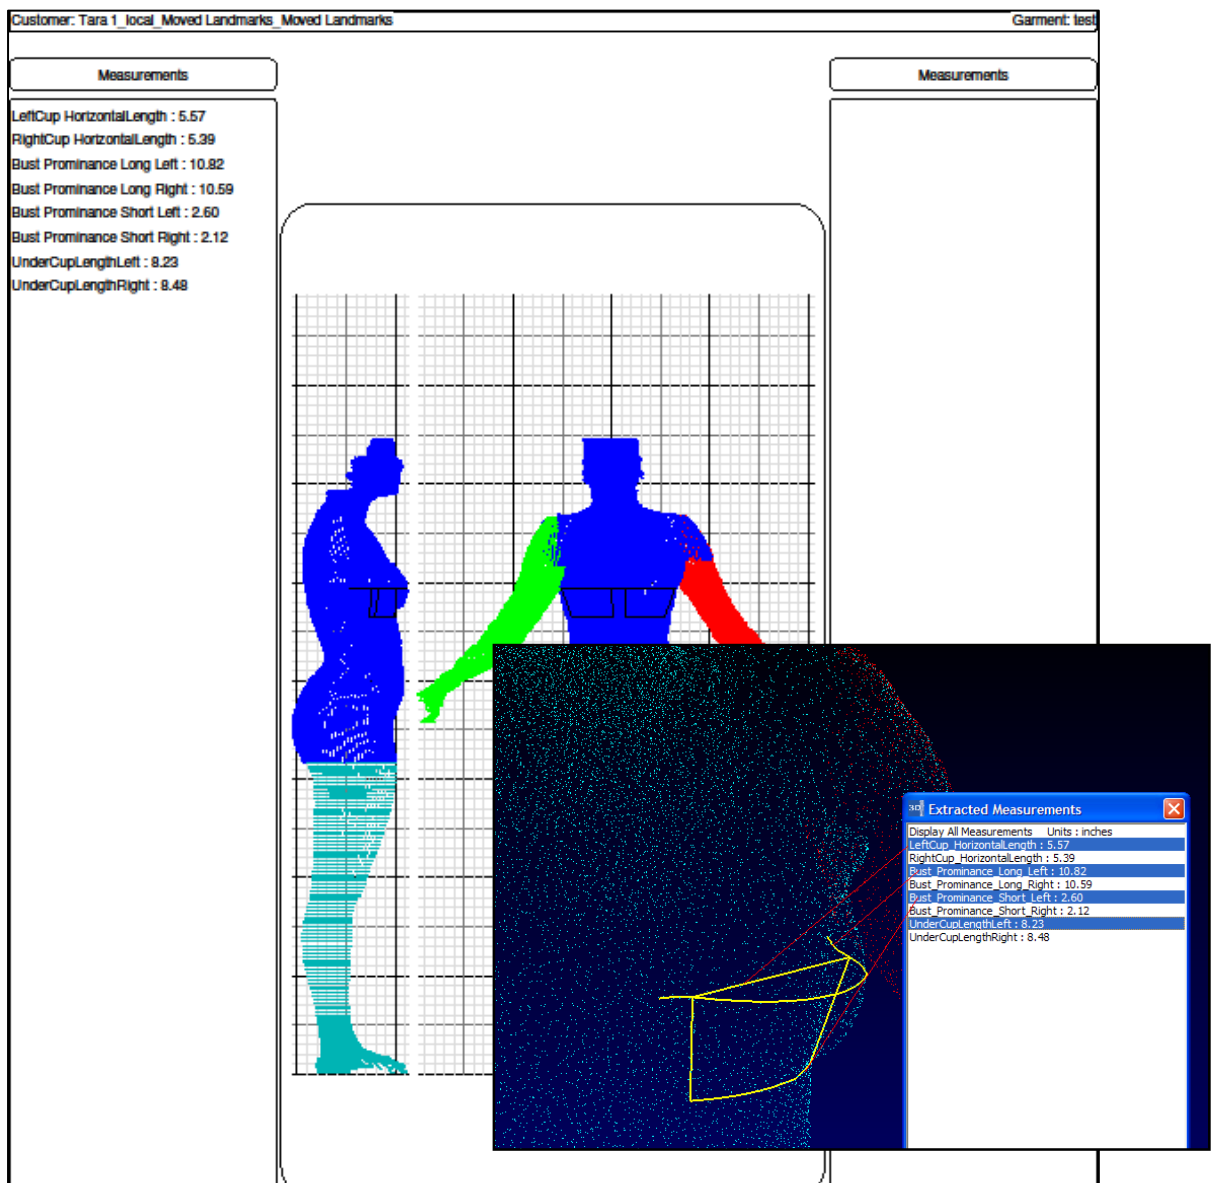 Customer: Tara 1_local_Moved Landmarks_Moved Landmarks
Garment: test
Measurements
LeftCup HorizontalLength : 5.57
RightCup HorizontalLength : 5.39
Bust Prominance Long Left : 10.82
Bust Prominance Long Right : 10.59
Bust Prominance Short Left : 2.60
Bust Prominance Short Right : 2.12
UnderCupLengthLeft : 8.23
UnderCupLengthRight : 8.48
Measurements
3D Extracted Measurements
Display All Measurements Units : inches
LeftCup_HorizontalLength : 5.57
RightCup_HorizontalLength : 5.39
Bust_Prominance_Long_Left : 10.82
Bust_Prominance_Long_Right : 10.59
Bust_Prominance_Short_Left : 2.60
Bust_Prominance_Short_Right : 2.12
UnderCupLengthLeft : 8.23
UnderCupLengthRight : 8.48